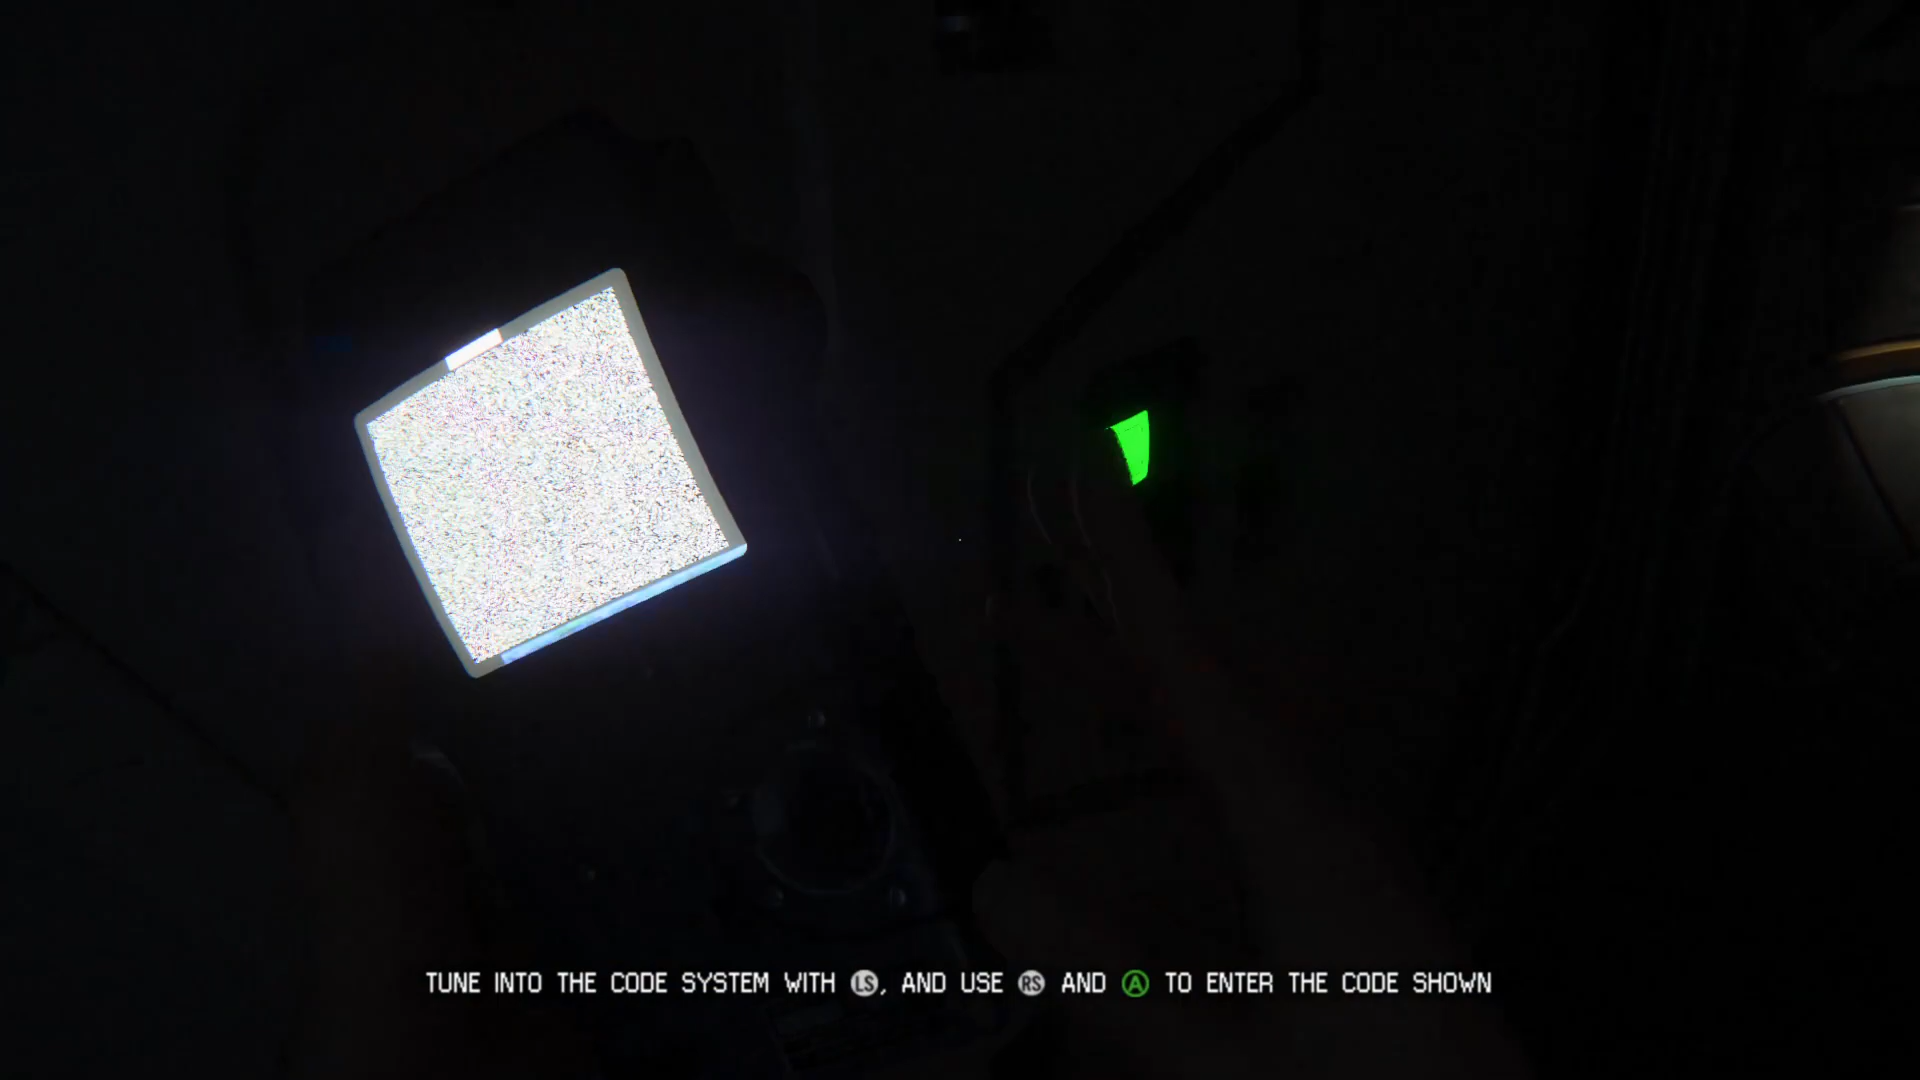 TUNE INTO THE CODE SYSTEM WITH LS, AND USE RS AND A TO ENTER THE CODE SHOWN